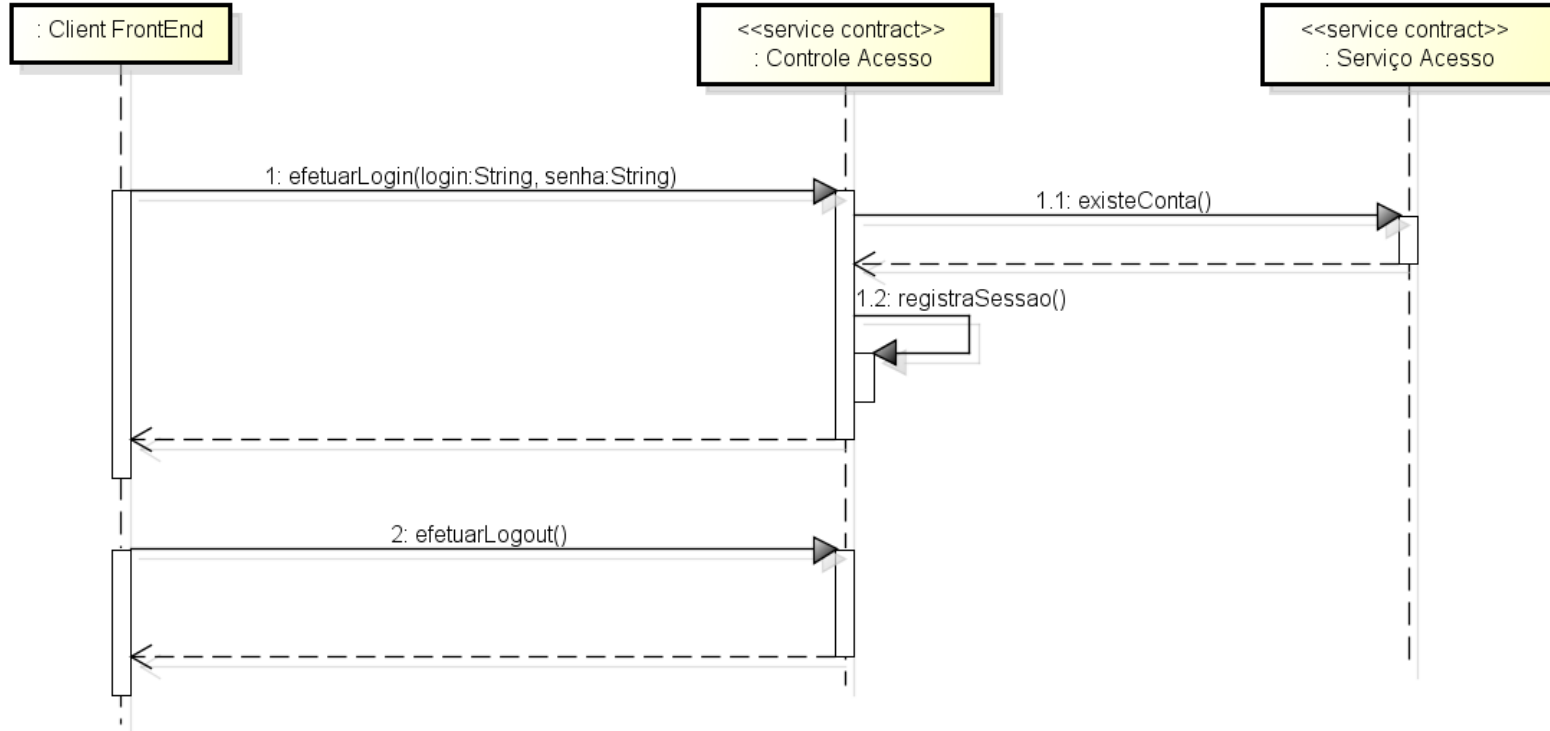 : Client FrontEnd
<<service contract>>
: Controle Acesso
<<service contract>>
: Serviço Acesso
1: efetuarLogin(login:String, senha:String)
1.1: existeConta()
1.2: registraSessao()
2: efetuarLogout()